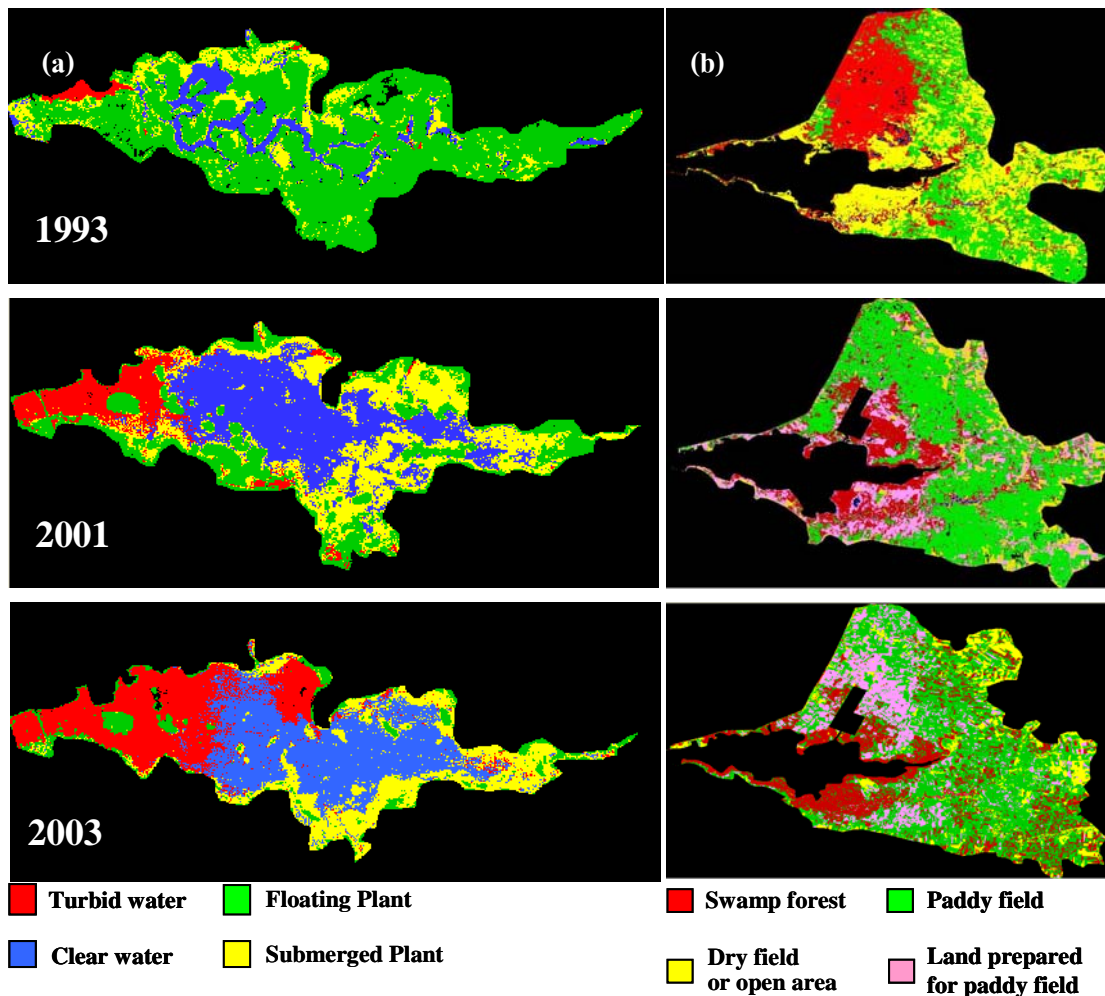 (a)
(b)
1993
2001
2003
Turbid water
Floating Plant
Swamp forest
Paddy field
Clear water
Submerged Plant
Dry field
or open area
Land prepared
for paddy field